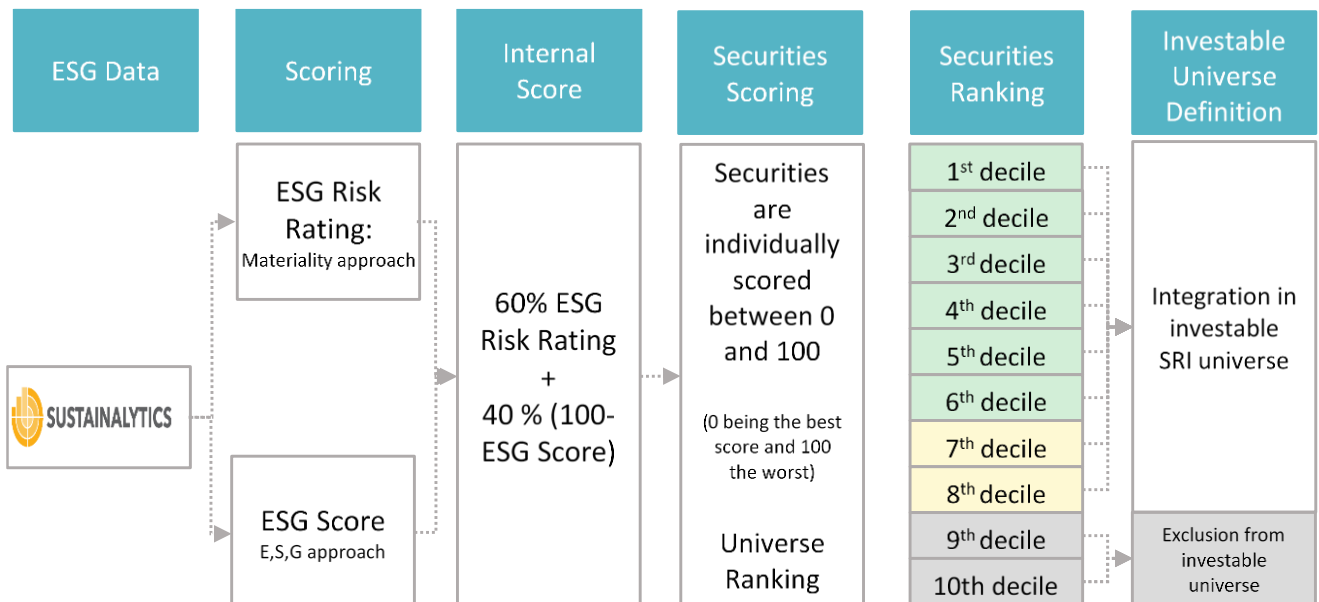 ESG Data
Scoring
Internal
Score
Securities
Scoring
Securities
Ranking
Investable
Universe
Definition
SUSTAINALYTICS
ESG Risk
Rating:
Materiality approach
ESG Score
E,S,G approach
60% ESG
Risk Rating
+
40 % (100-
ESG Score)
Securities
are
individually
scored
between 0
and 100
(0 being the best
score and 100
the worst)
Universe
Ranking
1st decile
2nd decile
3rd decile
4th decile
5th decile
6th decile
7th decile
8th decile
9th decile
10th decile
Integration in
investable
SRI universe
Exclusion from
investable
universe